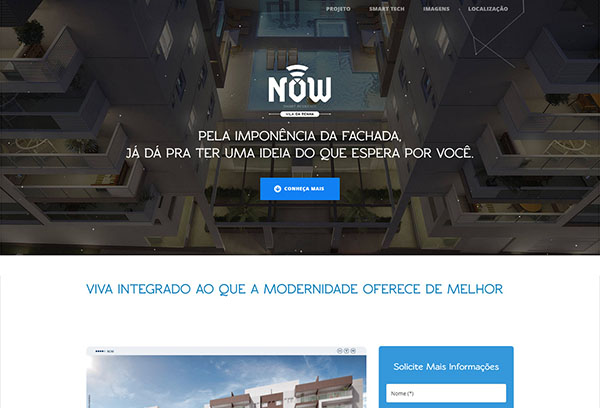 PROJETO SMART TECH IMAGENS LOCALIZAÇÃO
NOW
SMART RESIDENCE
VILA DA PENHA
PELA IMPONÊNCIA DA FACHADA,
JÁ DÁ PRA TER UMA IDEIA DO QUE ESPERA POR VOCÊ.
CONHEÇA MAIS
VIVA INTEGRADO AO QUE A MODERNIDADE OFERECE DE MELHOR
Solicite Mais Informações
Nome (*)